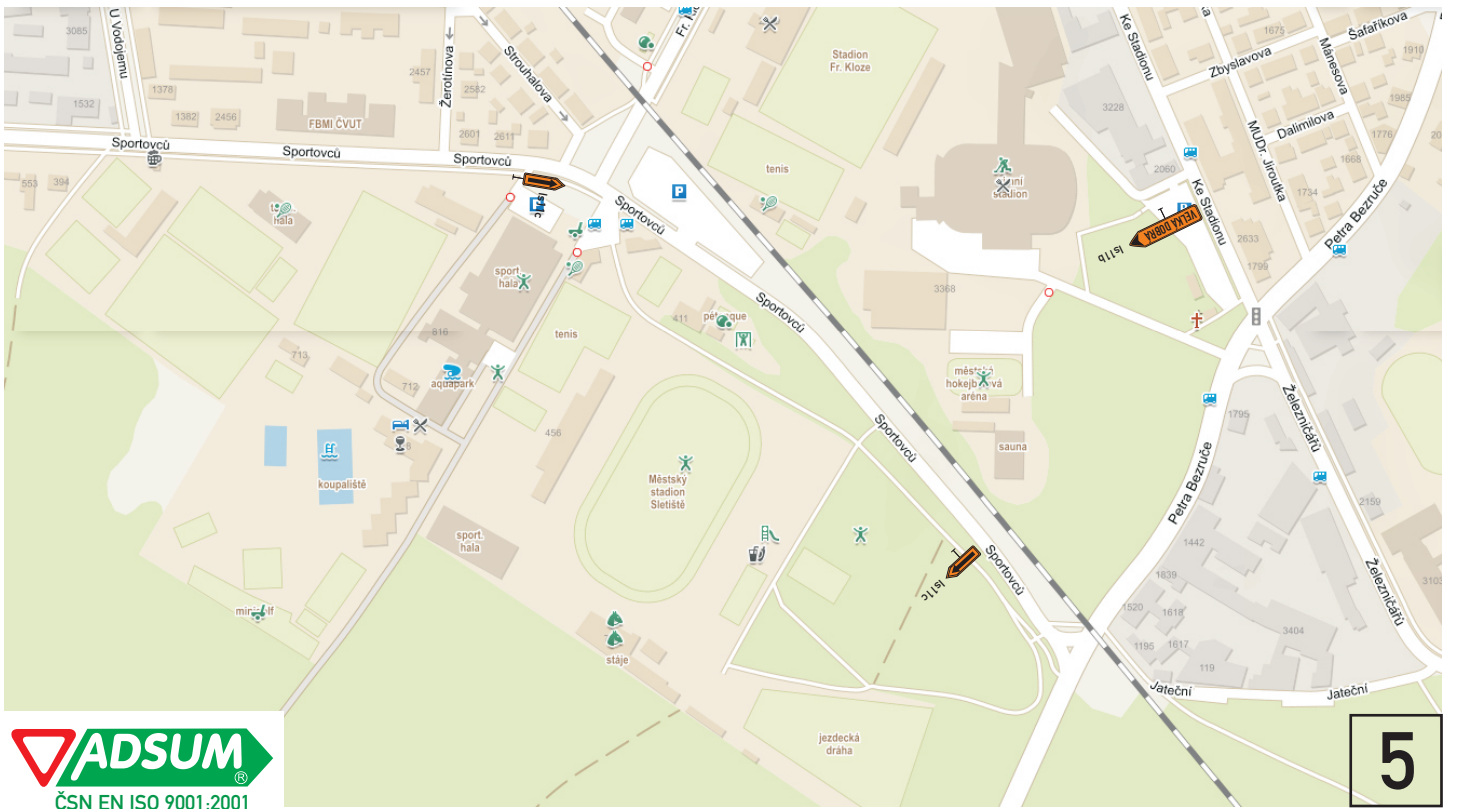 U Vodojemu
3085
1378
1532
1382
2456
FBMI ČVUT
Žerotínova
2457
2582
Strouhalova
2601
2611
Sportovců
Sportovců
Sportovců
Stadion
Fr. Kloze
Ke Stadionu
1675
Zbyslavova
Šafaříkova
Mánesova
1910
3228
1985
MUDr. Jiroutka
Dalimilova
1776
2060
1668
1734
Petra Bezruče
Ke Stadionu
2633
1799
553
394
hala
Is11c
P
Sportovců
tenis
stadion
VELKÁ DOBRÁ
Is11b
sport.
hala
3368
411
Sportovců
816
tenis
713
712
aquapark
městská
hokejbalová
aréna
Železničářů
1795
456
Sportovců
sauna
koupaliště
Městský
stadion
Sletiště
Petra Bezruče
2159
sport.
hala
1442
1839
Is11c
Sportovců
Železničářů
3103
1520
1618
minigolf
3404
1195
1617
119
stáje
Jateční
Jateční
jezdecká
dráha
ADSUM
®
ČSN EN ISO 9001:2001
5